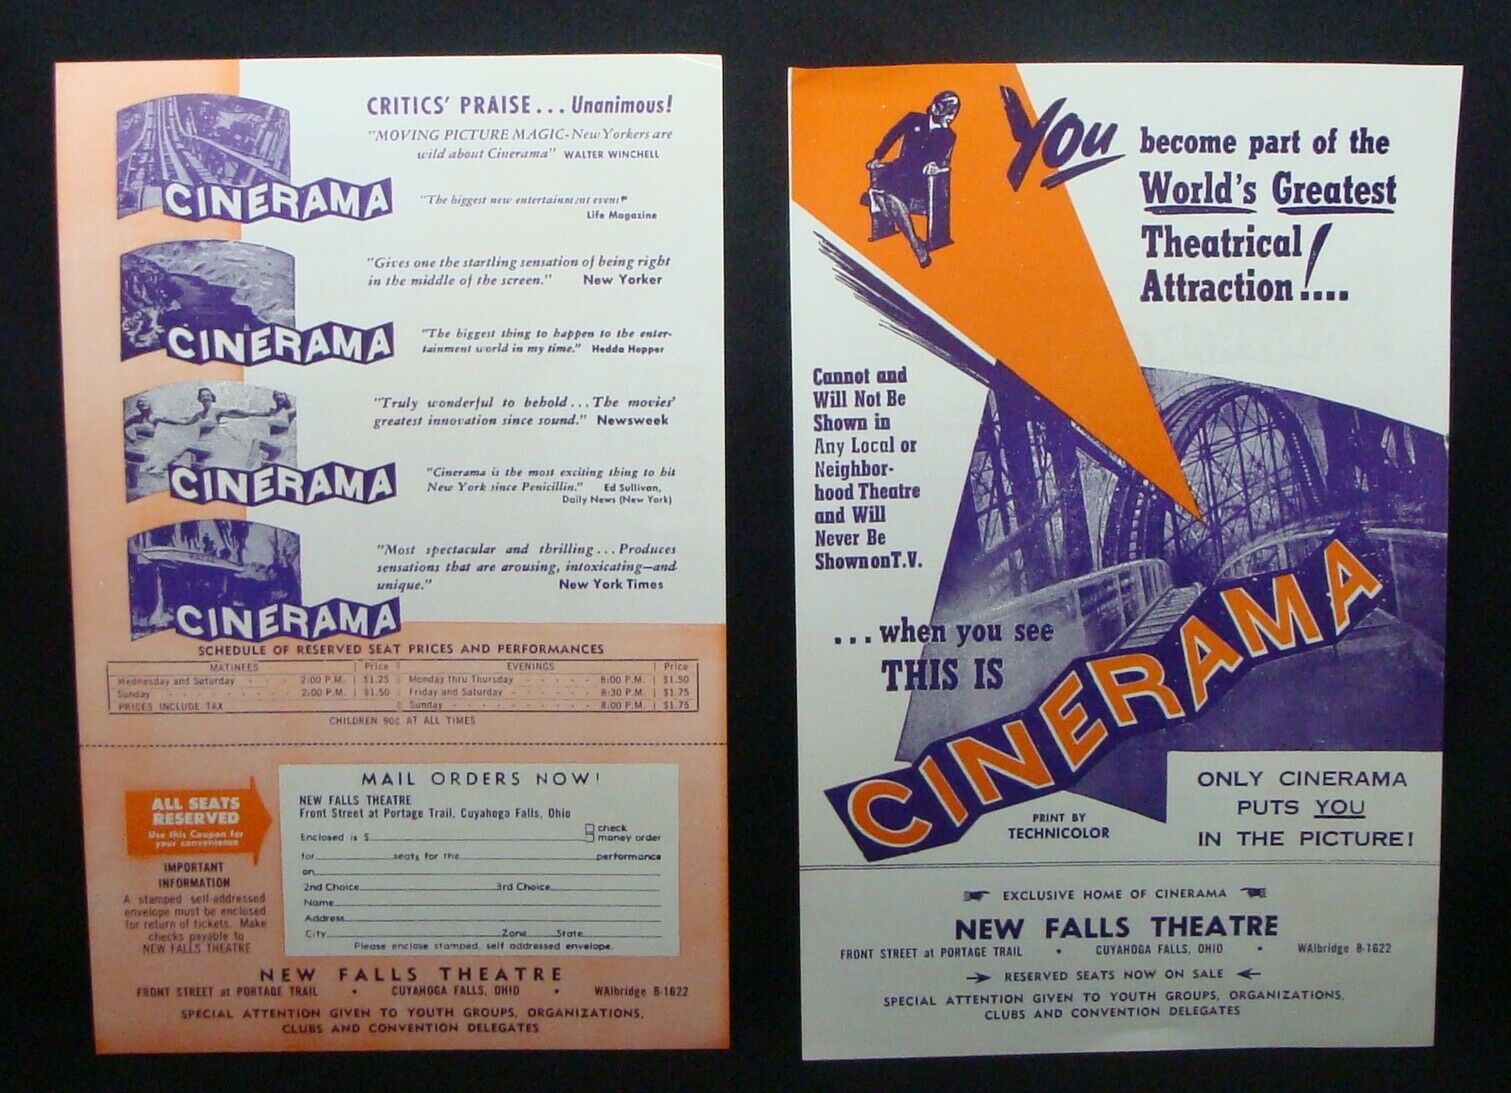 CRITICS' PRAISE... Unanimous!
"MOVING PICTURE MAGIC-New Yorkers are
wild about Cinerama" WALTER WINCHELL
CINERAMA
"The biggest new entertainment event"
Life Magazine
"Gives one the startling sensation of being right
in the middle of the screen." New Yorker
CINERAMA
"The biggest thing to happen to the enter-
tainment world in my time." Hedda Hopper
"Truly wonderful to behold...The movies'
greatest innovation since sound." Newsweek
CINERAMA
"Cinerama is the most exciting thing to hit
New York since Penicillin." Ed Sullivan,
Daily News (New York)
"Most spectacular and thrilling...Produces
sensations that are arousing, intoxicating—and
unique." New York Times
CINERAMA
SCHEDULE OF RESERVED SEAT PRICES AND PERFORMANCES
MATINEES Price EVENINGS Price
Wednesday and Saturday 2:00 P.M. $1.25 Monday thru Thursday 8:00 P.M. $1.50
Sunday 2:00 P.M. $1.50 Friday and Saturday 8:30 P.M. $1.75
PRICES INCLUDE TAX Sunday 8:00 P.M. $1.75
CHILDREN 90¢ AT ALL TIMES
ALL SEATS
RESERVED
Use this Coupon for
your convenience
IMPORTANT
INFORMATION
A stamped self-addressed
envelope must be enclosed
for return of tickets. Make
checks payable to
NEW FALLS THEATRE
MAIL ORDERS NOW!
NEW FALLS THEATRE
Front Street at Portage Trail, Cuyahoga Falls, Ohio
Enclosed is $ check
money order
for seats for the performance
on
2nd Choice 3rd Choice
Name
Address
City Zone State
Please enclose stamped, self addressed envelope.
NEW FALLS THEATRE
FRONT STREET at PORTAGE TRAIL • CUYAHOGA FALLS, OHIO • WAlbridge 8-1622
SPECIAL ATTENTION GIVEN TO YOUTH GROUPS, ORGANIZATIONS,
CLUBS AND CONVENTION DELEGATES
You become part of the
World's Greatest
Theatrical
Attraction!....
Cannot and
Will Not Be
Shown in
Any Local or
Neighbor-
hood Theatre
and Will
Never Be
Shown on T.V.
...when you see
THIS IS
CINERAMA
PRINT BY
TECHNICOLOR
ONLY CINERAMA
PUTS YOU
IN THE PICTURE!
EXCLUSIVE HOME OF CINERAMA
NEW FALLS THEATRE
FRONT STREET at PORTAGE TRAIL • CUYAHOGA FALLS, OHIO • WAlbridge 8-1622
RESERVED SEATS NOW ON SALE
SPECIAL ATTENTION GIVEN TO YOUTH GROUPS, ORGANIZATIONS,
CLUBS AND CONVENTION DELEGATES